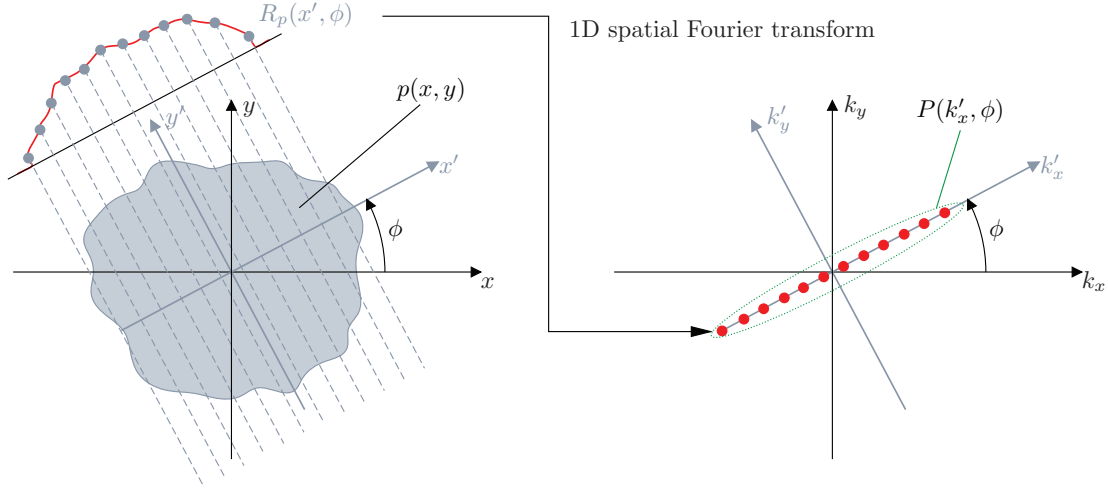 R_p(x′, ϕ)
1D spatial Fourier transform
p(x, y)
y
y′
x′
ϕ
x
k_y
k′_y
P(k′_x, ϕ)
k′_x
ϕ
k_x